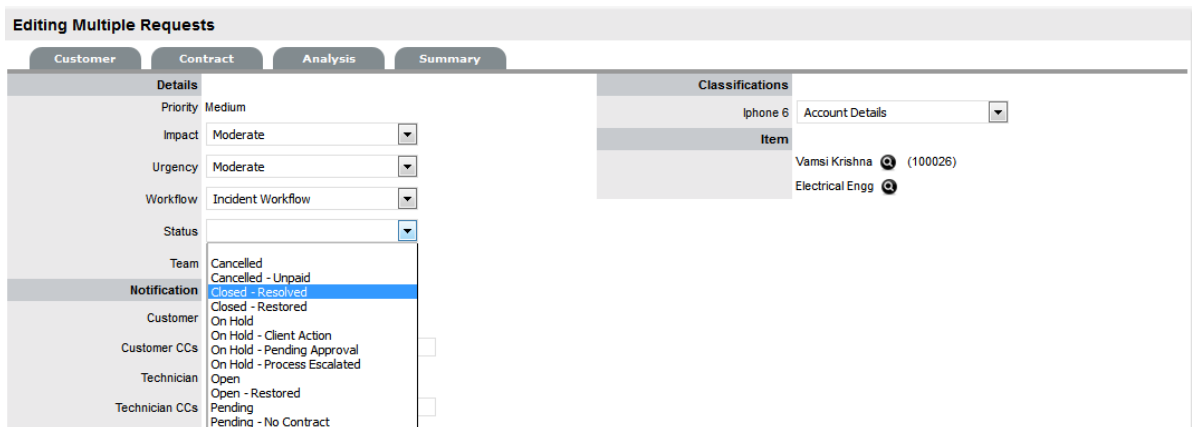 Editing Multiple Requests
Customer Contract Analysis Summary
Details
Priority Medium
Impact Moderate
Urgency Moderate
Workflow Incident Workflow
Status
Team
Notification
Customer
Customer CCs
Technician
Technician CCs
Cancelled
Cancelled - Unpaid
Closed - Resolved
Closed - Restored
On Hold
On Hold - Client Action
On Hold - Pending Approval
On Hold - Process Escalated
Open
Open - Restored
Pending
Pending - No Contract
Classifications
Iphone 6 Account Details
Item
Vamsi Krishna (100026)
Electrical Engg